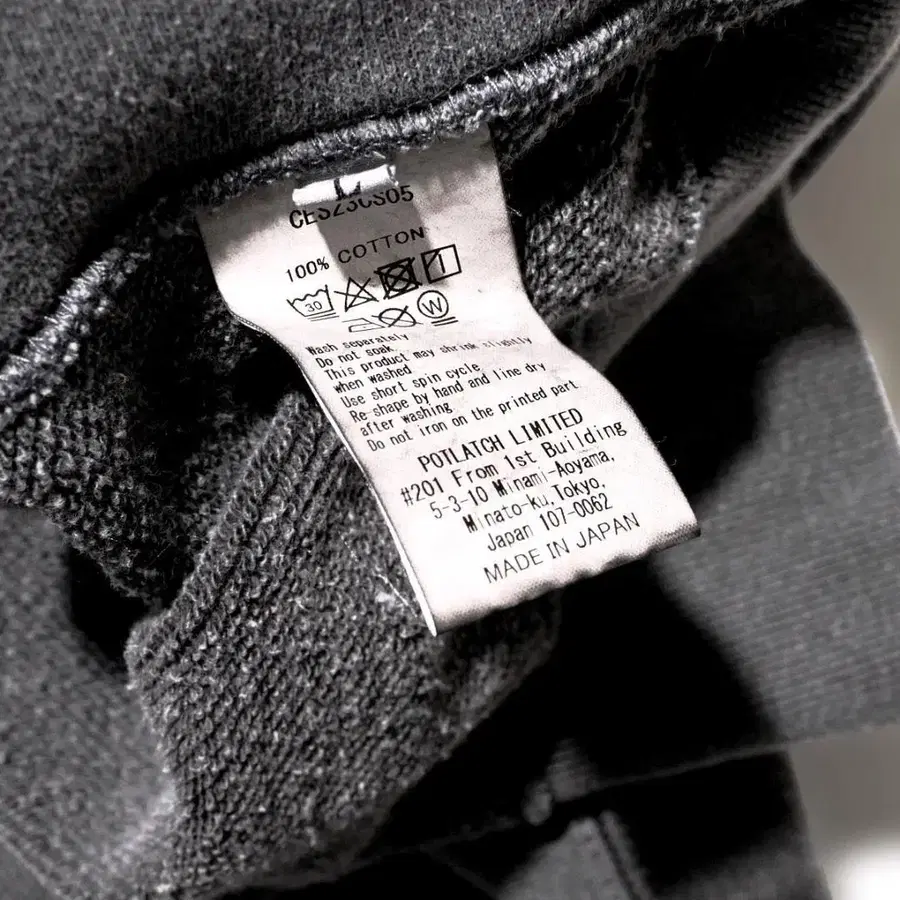 L
CES23CS05
100% COTTON
30
W
Wash separately
Do not soak
This product may shrink slightly
when washed
Use short spin cycle
Re-shape by hand and line dry
after washing
Do not iron on the printed part
POTLATCH LIMITED
#201 From 1st Building
5-3-10 Minami-Aoyama,
Minato-ku,Tokyo,
Japan 107-0062
MADE IN JAPAN